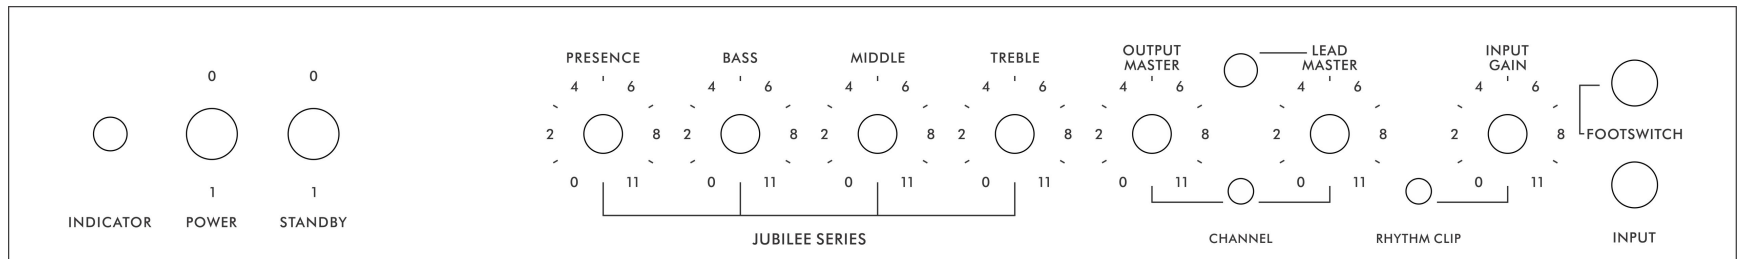 0 0
1 1
INDICATOR POWER STANDBY
PRESENCE BASS MIDDLE TREBLE
OUTPUT MASTER
LEAD MASTER
INPUT GAIN
4 6 4 6 4 6 4 6 4 6 4 6 4 6
2 8 2 8 2 8 2 8 2 8 2 8 2 8
0 11 0 11 0 11 0 11 0 11 0 11 0 11
JUBILEE SERIES
CHANNEL
RHYTHM CLIP
FOOTSWITCH
INPUT